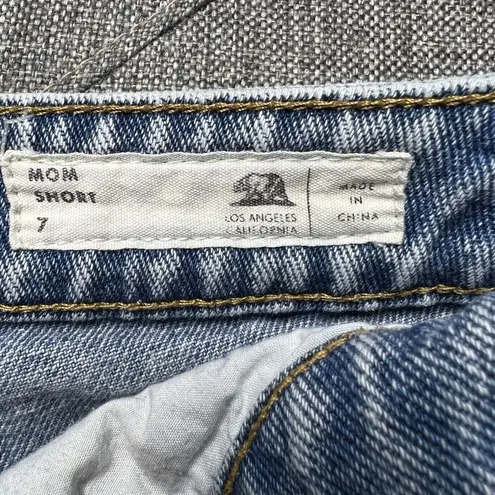 MOM
SHORT
7
LOS ANGELES
CALIFORNIA
MADE
IN
CHINA